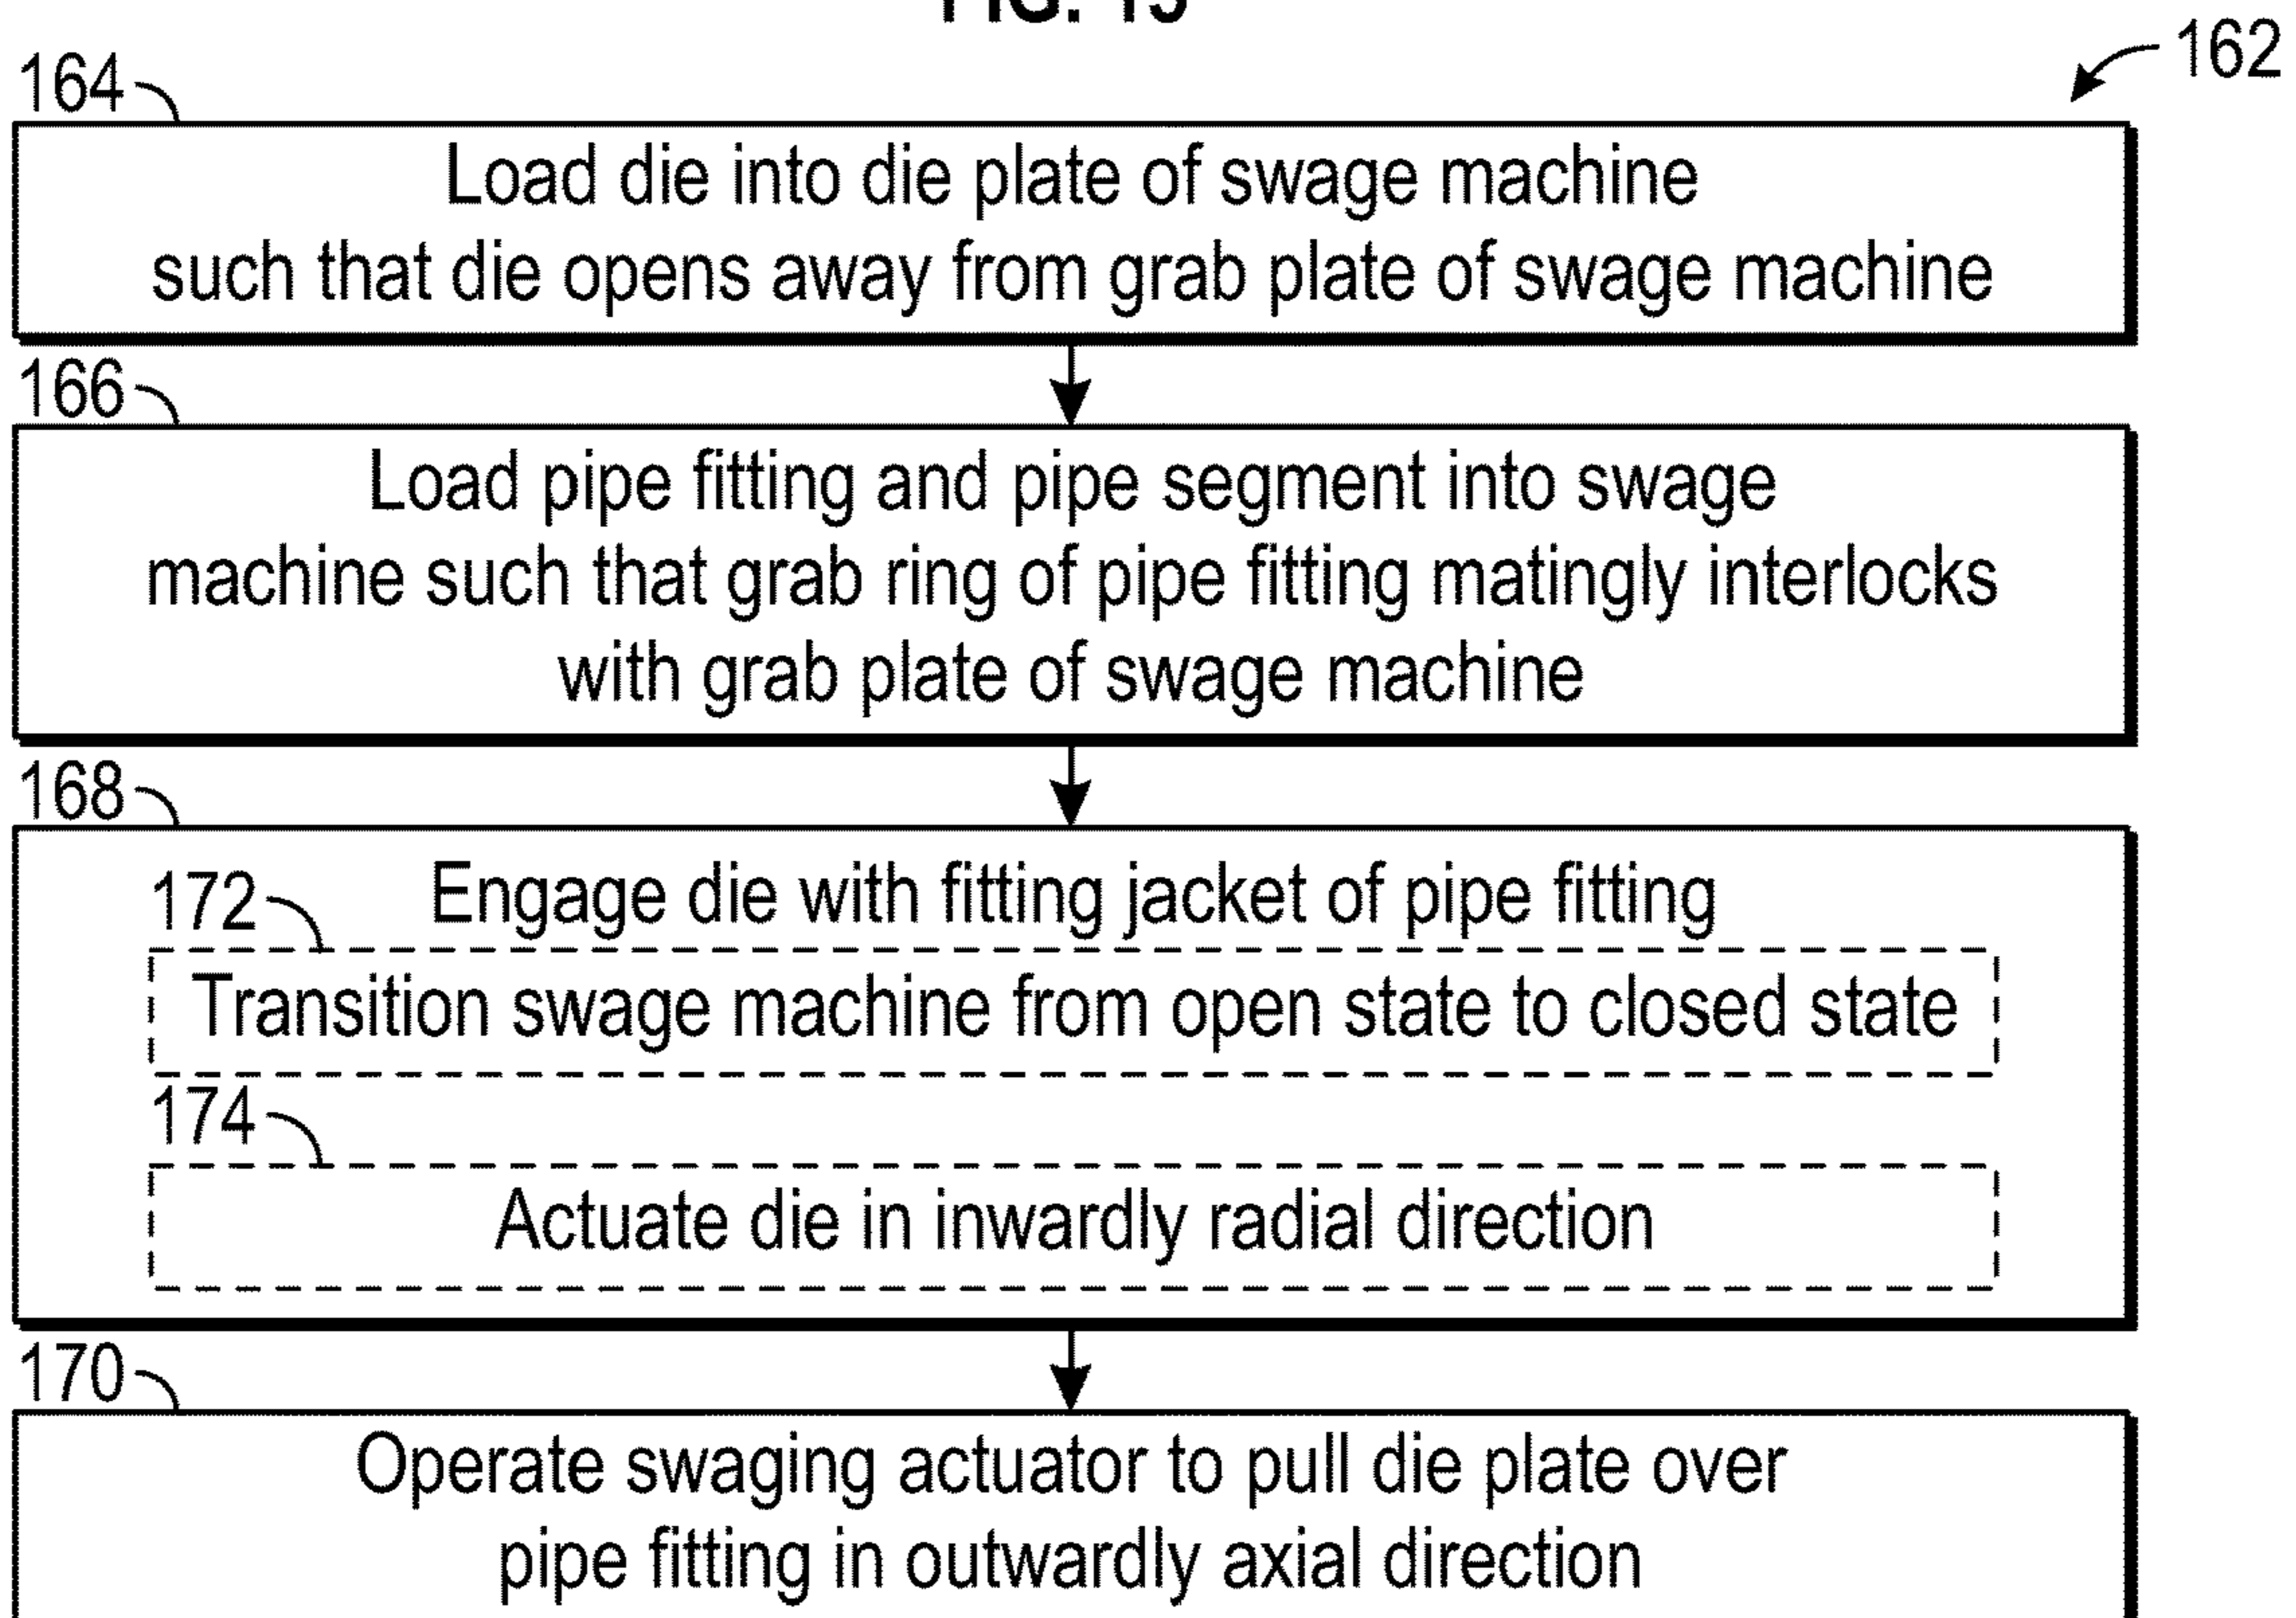 162
164
Load die into die plate of swage machine
such that die opens away from grab plate of swage machine
166
Load pipe fitting and pipe segment into swage
machine such that grab ring of pipe fitting matingly interlocks
with grab plate of swage machine
168
Engage die with fitting jacket of pipe fitting
172
Transition swage machine from open state to closed state
174
Actuate die in inwardly radial direction
170
Operate swaging actuator to pull die plate over
pipe fitting in outwardly axial direction